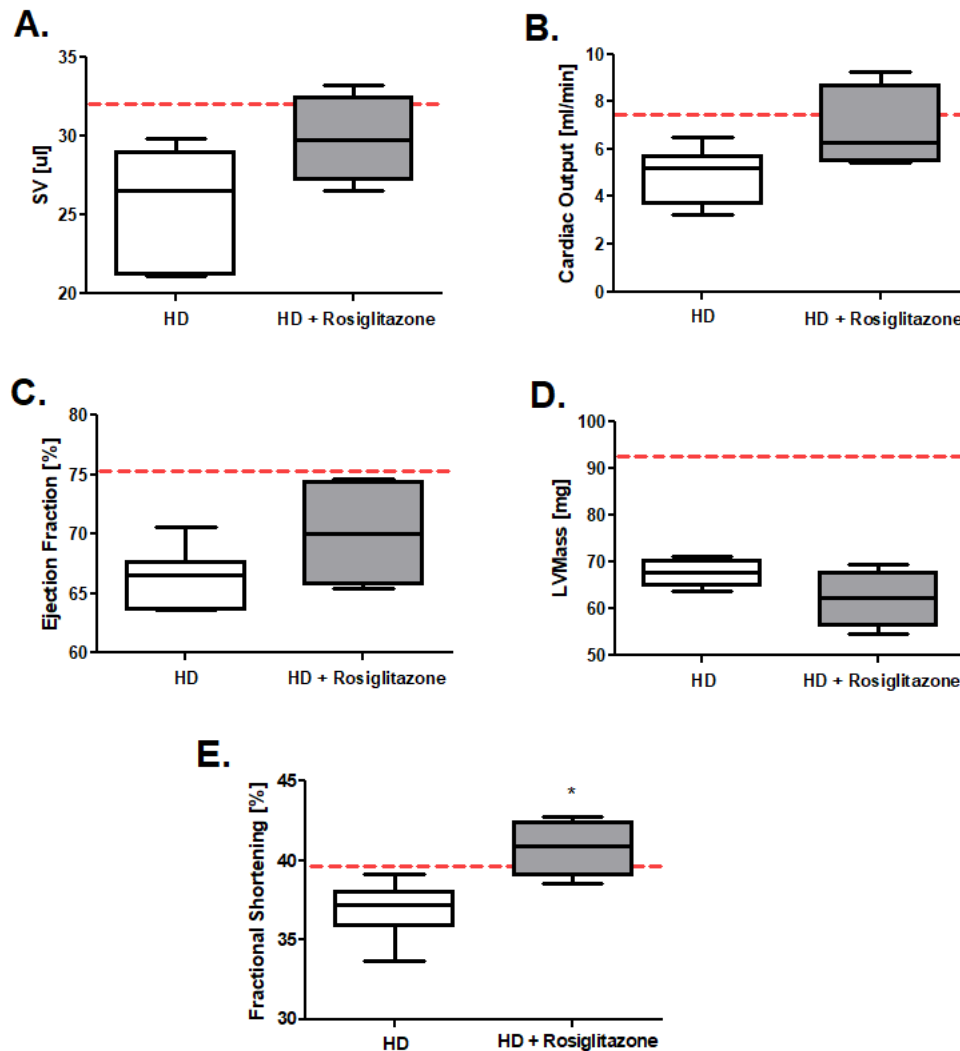 A.
SV [ul]
35
30
25
20
HD
HD + Rosiglitazone
B.
Cardiac Output [ml/min]
10
8
6
4
2
0
HD
HD + Rosiglitazone
C.
Ejection Fraction [%]
80
75
70
65
60
HD
HD + Rosiglitazone
D.
LVMass [mg]
100
90
80
70
60
50
HD
HD + Rosiglitazone
E.
Fractional Shortening [%]
45
40
35
30
*
HD
HD + Rosiglitazone